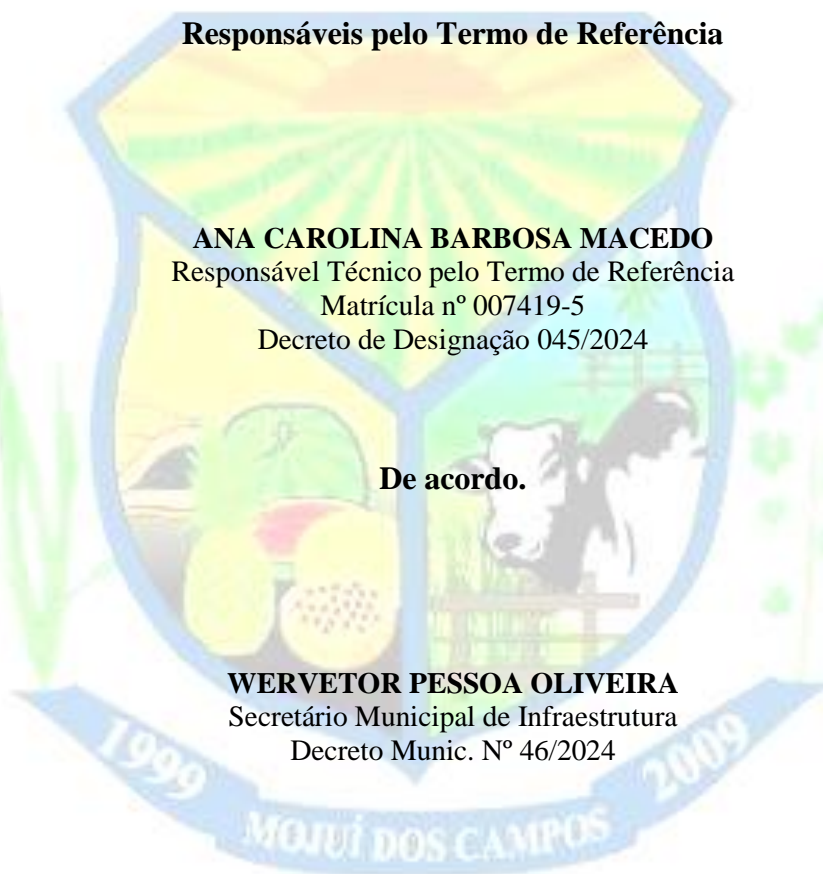 Responsáveis pelo Termo de Referência
ANA CAROLINA BARBOSA MACEDO
Responsável Técnico pelo Termo de Referência
Matrícula nº 007419-5
Decreto de Designação 045/2024
De acordo.
WERVETOR PESSOA OLIVEIRA
Secretário Municipal de Infraestrutura
Decreto Munic. Nº 46/2024
1999
2009
MOJUÍ DOS CAMPOS